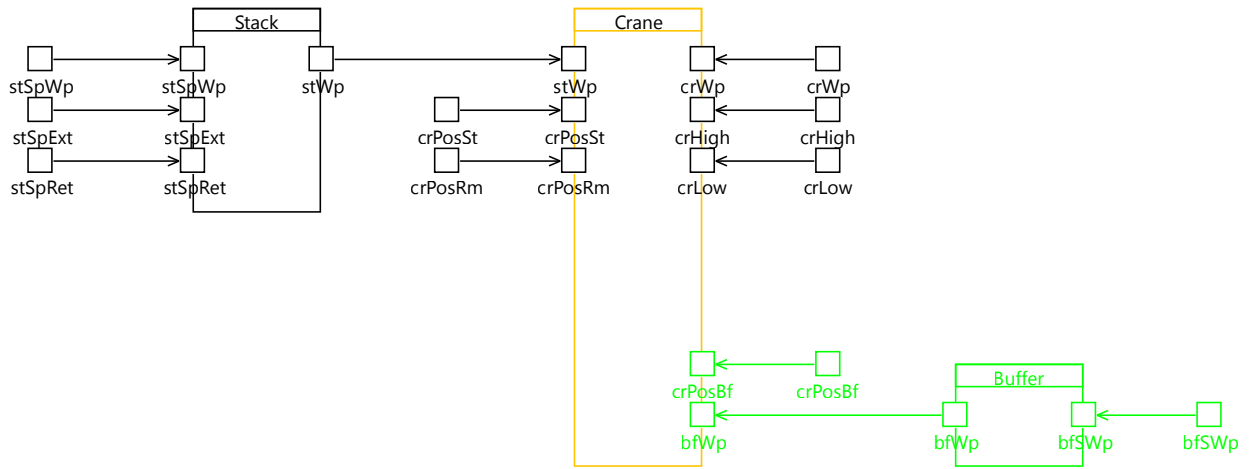 Stack
Crane
stSpWp stSpWp stWp stWp crWp crWp
stSpExt stSpExt crPosSt crPosSt crHigh crHigh
stSpRet stSpRet crPosRm crPosRm crLow crLow
Buffer
crPosBf crPosBf
bfWp bfWp bfSWp bfSWp